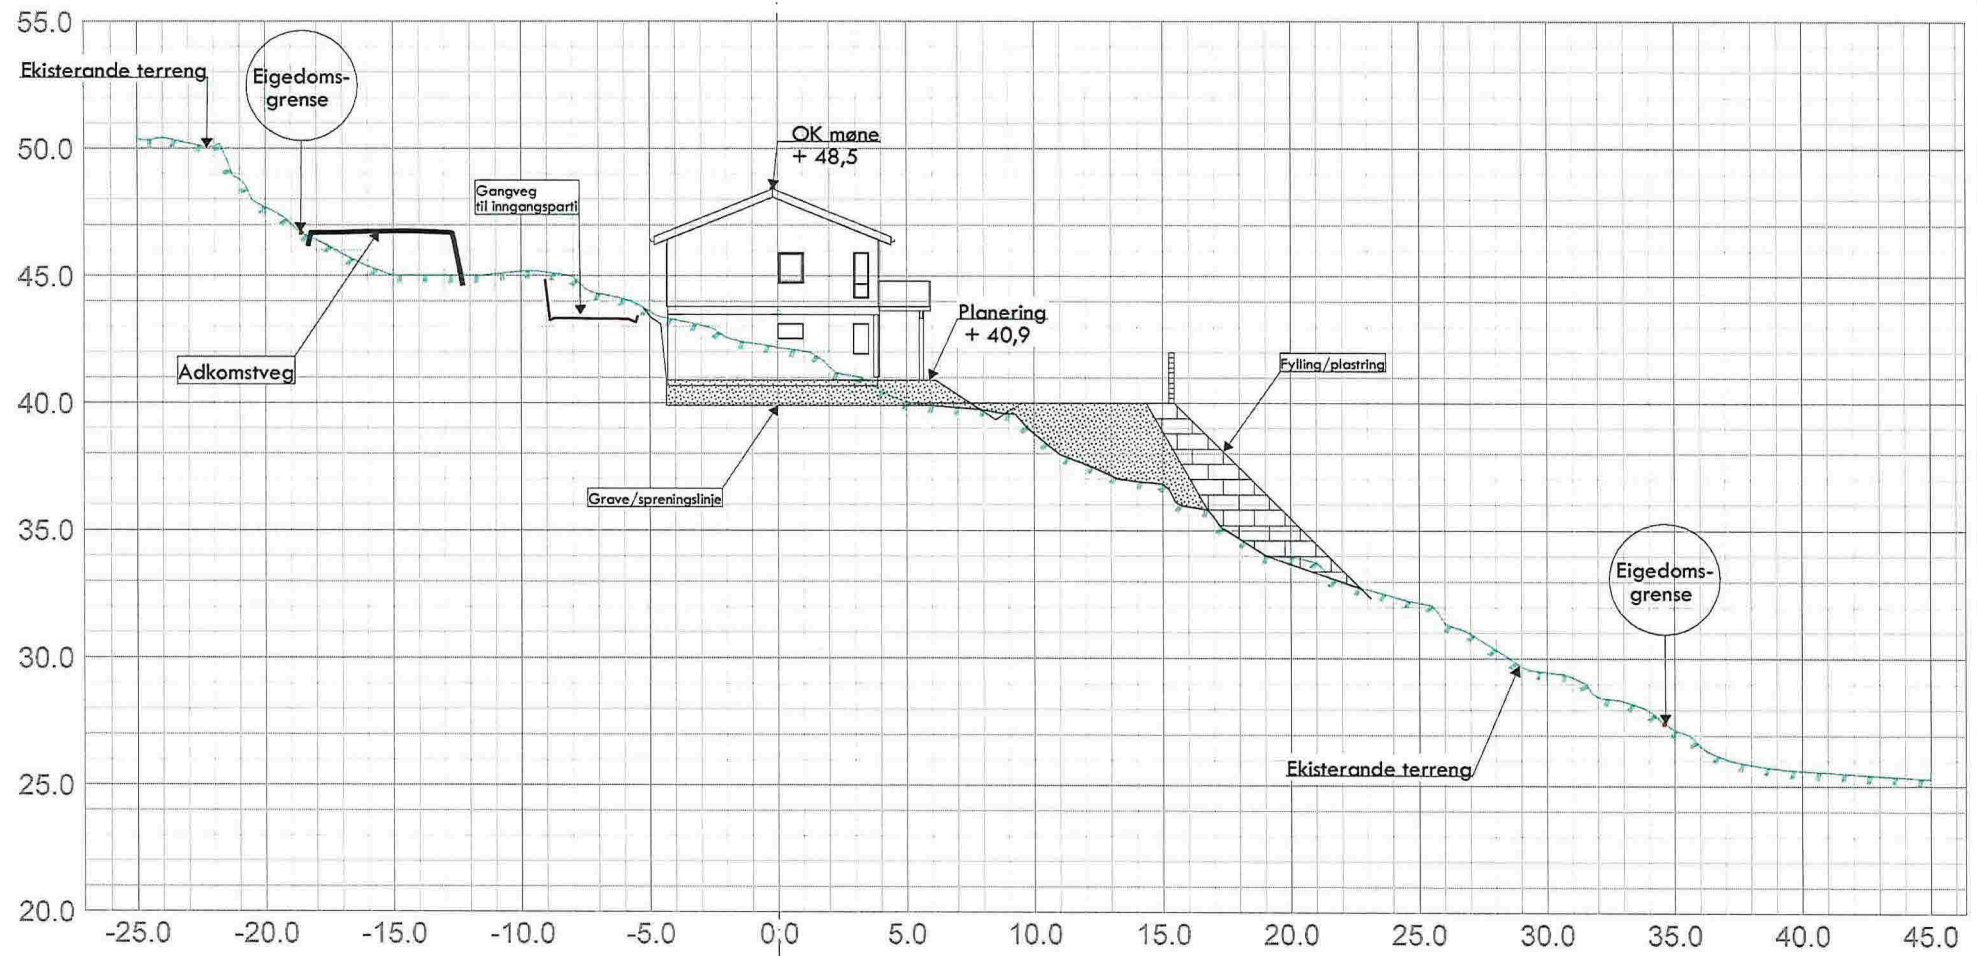 55.0
Ekisterande terreng
Eigedoms-
grense
50.0
OK møne
+ 48,5
Gangveg
til inngangsparti
45.0
Planering
+ 40,9
Adkomstveg
Fylling/plastring
40.0
Grave/spreningslinje
35.0
Eigedoms-
grense
30.0
Ekisterande terreng
25.0
20.0
-25.0 -20.0 -15.0 -10.0 -5.0 0.0 5.0 10.0 15.0 20.0 25.0 30.0 35.0 40.0 45.0